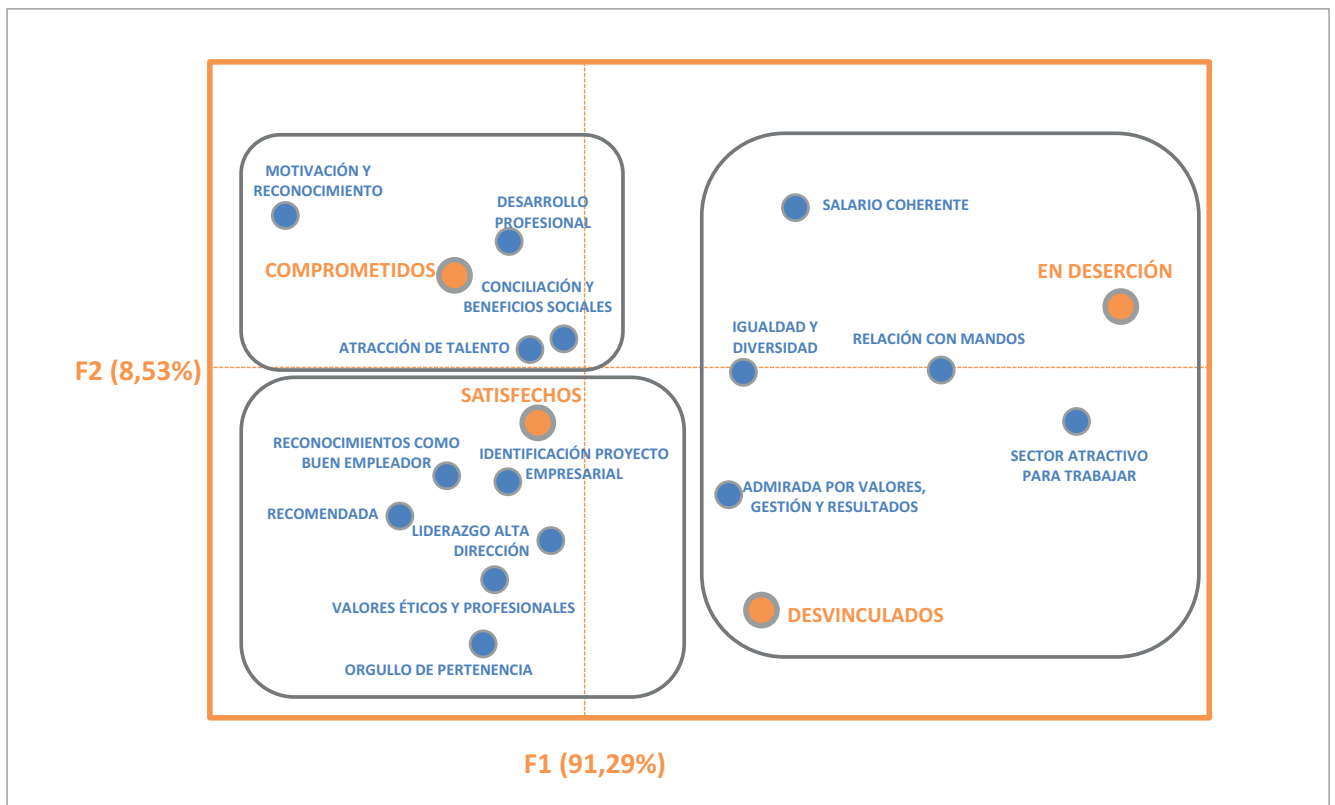 MOTIVACIÓN Y
RECONOCIMIENTO
DESARROLLO
PROFESIONAL
COMPROMETIDOS
CONCILIACIÓN Y
BENEFICIOS SOCIALES
ATRACCIÓN DE TALENTO
SALARIO COHERENTE
EN DESERCIÓN
IGUALDAD Y
DIVERSIDAD
RELACIÓN CON MANDOS
F2 (8,53%)
SATISFECHOS
RECONOCIMIENTOS COMO
BUEN EMPLEADOR
IDENTIFICACIÓN PROYECTO
EMPRESARIAL
SECTOR ATRACTIVO
PARA TRABAJAR
ADMIRADA POR VALORES,
GESTIÓN Y RESULTADOS
RECOMENDADA
LIDERAZGO ALTA
DIRECCIÓN
VALORES ÉTICOS Y PROFESIONALES
DESVINCULADOS
ORGULLO DE PERTENENCIA
F1 (91,29%)